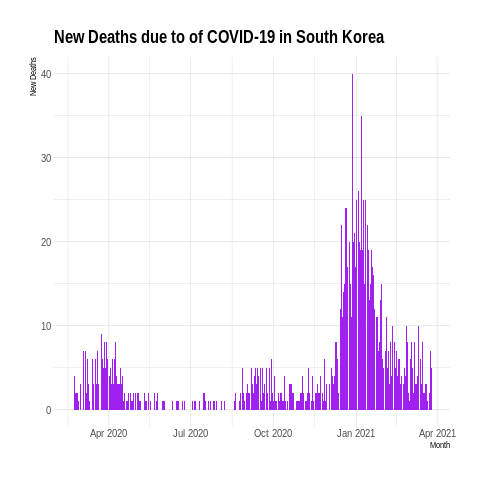 New Deaths due to of COVID-19 in South Korea
New Deaths
40
30
20
10
0
Apr 2020 Jul 2020 Oct 2020 Jan 2021 Apr 2021
Month